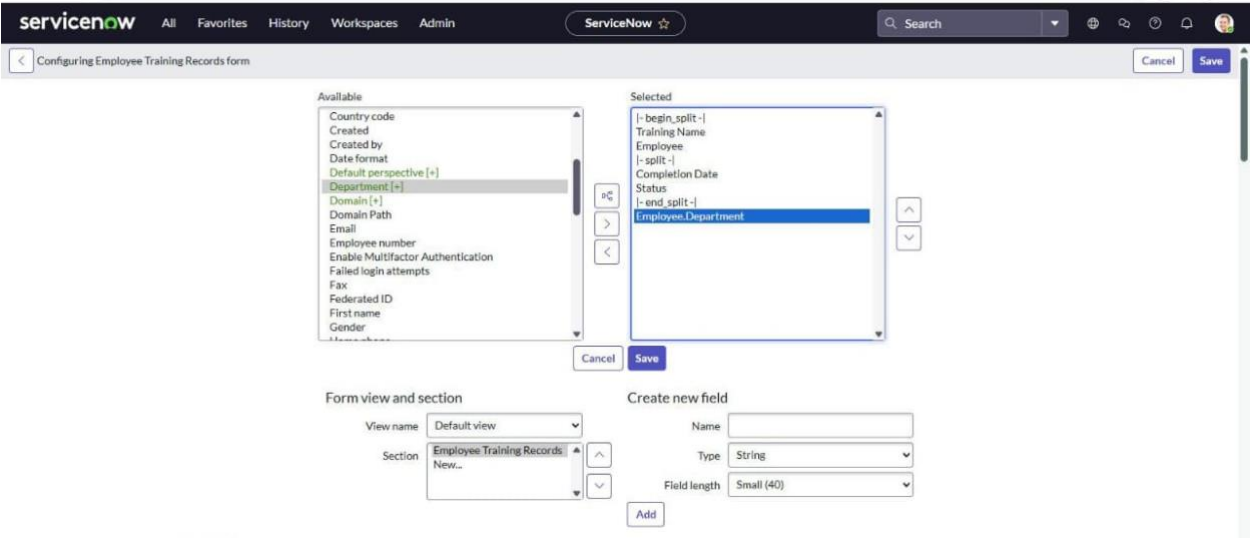 servicenow All Favorites History Workspaces Admin ServiceNow Search
Configuring Employee Training Records form Cancel Save
Available
Country code
Created
Created by
Date format
Default perspective [+]
Department [+]
Domain [+]
Domain Path
Email
Employee number
Enable Multifactor Authentication
Failed login attempts
Fax
Federated ID
First name
Gender
Selected
|- begin_split -|
Training Name
Employee
|- split -|
Completion Date
Status
|- end_split -|
Employee.Department
Cancel Save
Form view and section
View name Default view
Section Employee Training Records
New...
Create new field
Name
Type String
Field length Small (40)
Add